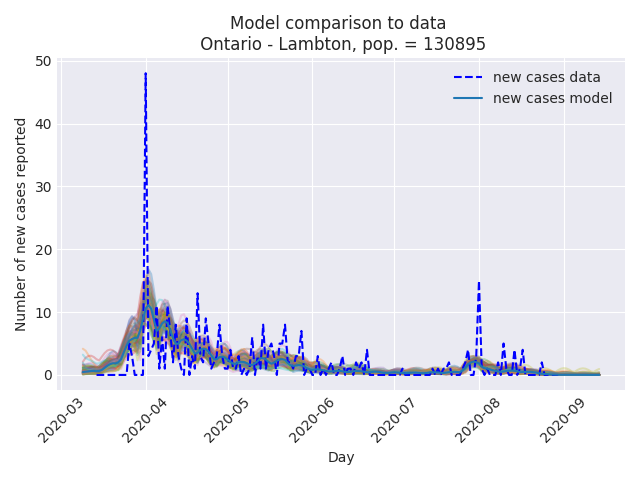 Model comparison to data
Ontario - Lambton, pop. = 130895
new cases data
new cases model
Number of new cases reported
50
40
30
20
10
0
2020-03
2020-04
2020-05
2020-06
2020-07
2020-08
2020-09
Day